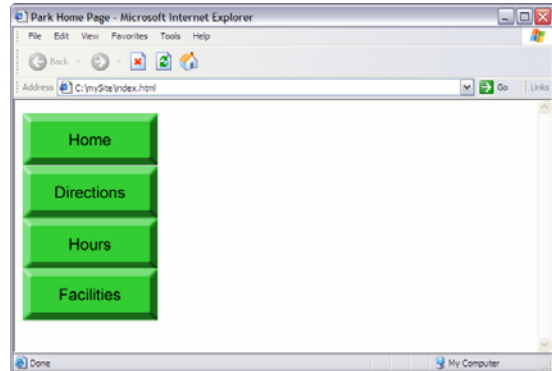 Park Home Page - Microsoft Internet Explorer
File Edit View Favorites Tools Help
Back
Address C:\mySite\index.html Go Links
Home
Directions
Hours
Facilities
Done My Computer